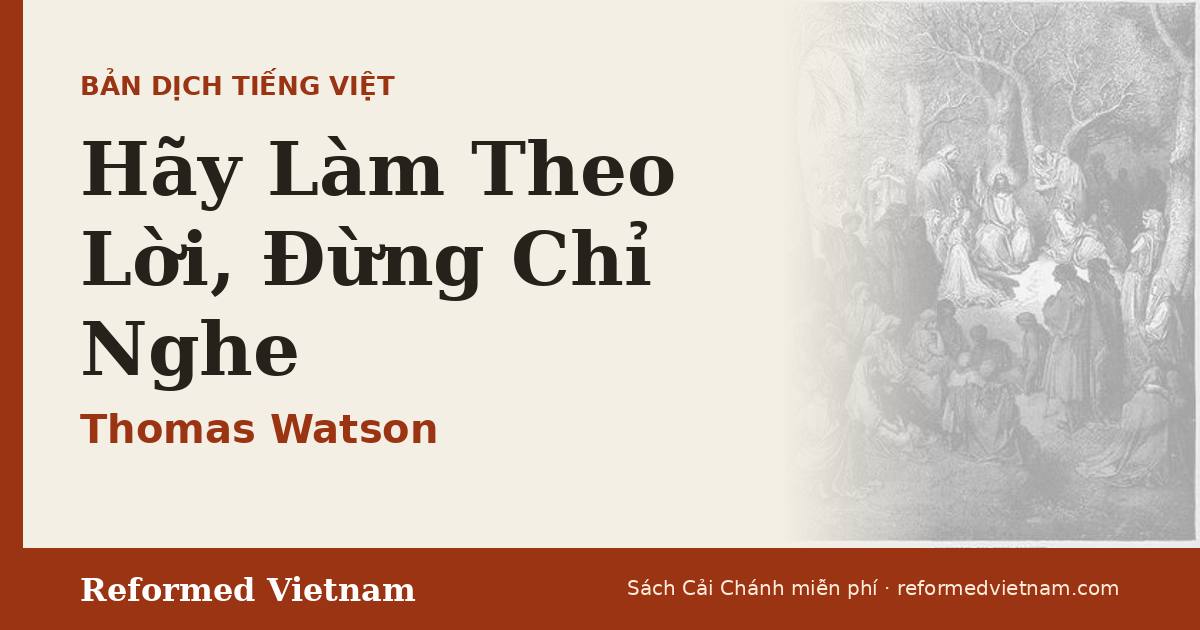 BẢN DỊCH TIẾNG VIỆT
Hãy Làm Theo
Lời, Đừng Chỉ
Nghe
Thomas Watson
Reformed Vietnam
Sách Cải Chánh miễn phí · reformedvietnam.com